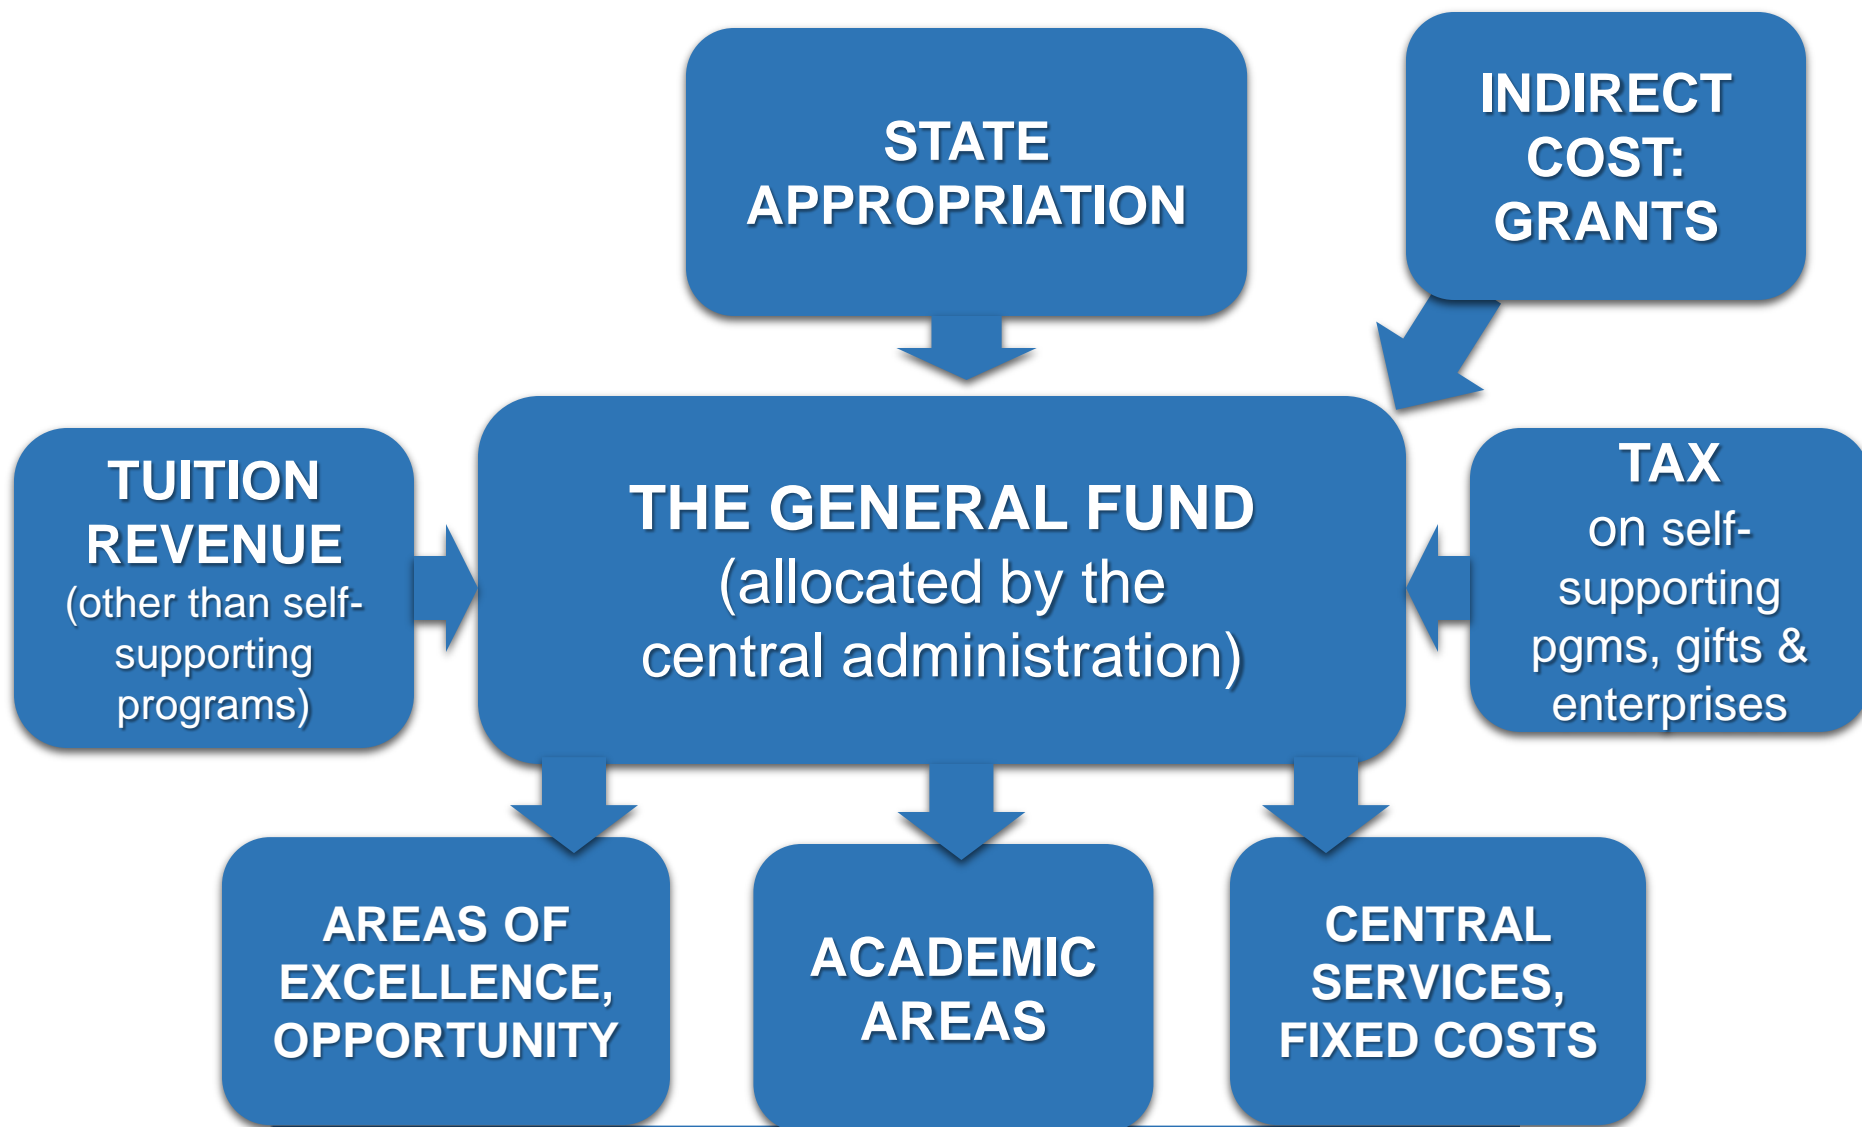 STATE
APPROPRIATION
INDIRECT
COST:
GRANTS
TUITION
REVENUE
(other than self-
supporting
programs)
THE GENERAL FUND
(allocated by the
central administration)
TAX
on self-
supporting
pgms, gifts &
enterprises
AREAS OF
EXCELLENCE,
OPPORTUNITY
ACADEMIC
AREAS
CENTRAL
SERVICES,
FIXED COSTS